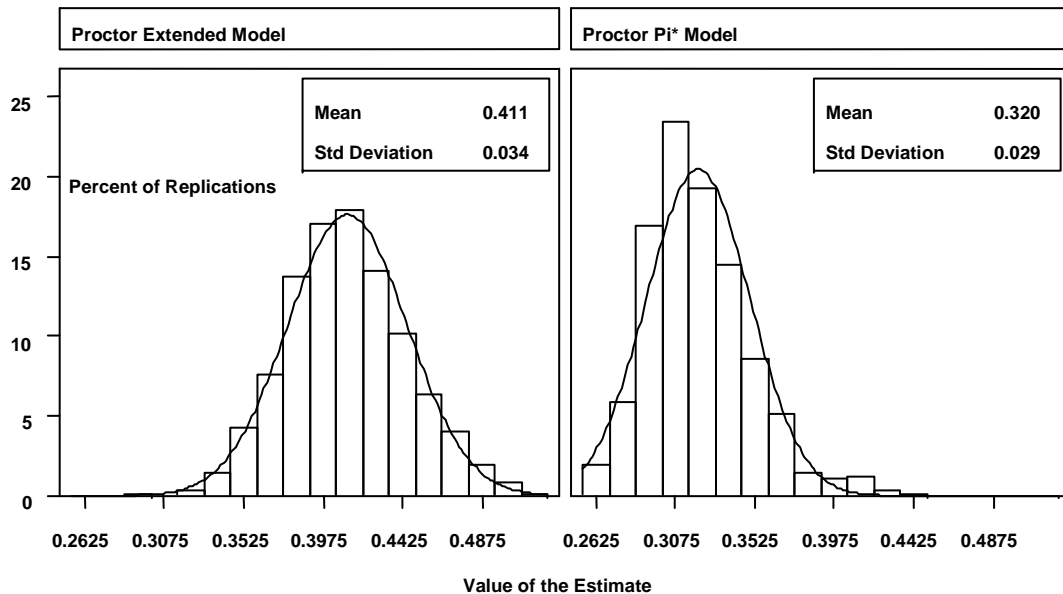 Proctor Extended Model
Proctor Pi* Model
Mean 0.411
Std Deviation 0.034
Mean 0.320
Std Deviation 0.029
Percent of Replications
25
20
15
10
5
0
0.2625 0.3075 0.3525 0.3975 0.4425 0.4875
0.2625 0.3075 0.3525 0.3975 0.4425 0.4875
Value of the Estimate